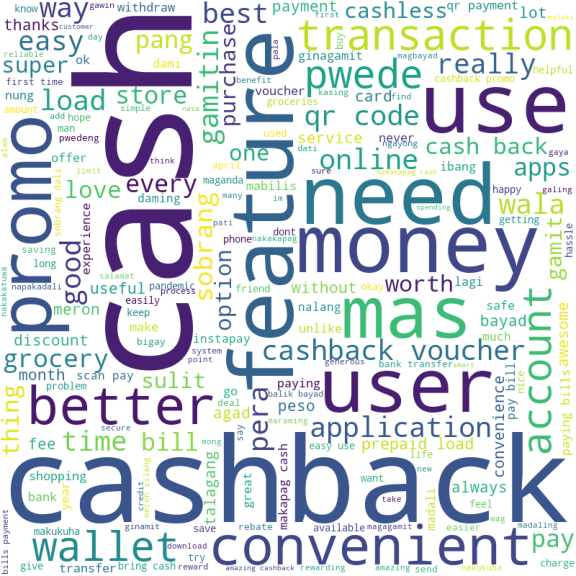 know
gawin
withdraw
way
thanks
customer
day
easy
reliable
super
ok
dami
pang
nung
first time
load
store
add
hope
simple
nasa
amount
man
pwedeng
think
offer
alam
limit
love
every
sobrang dali
daming
promo
good
experience
saving
long
im
nakakatuwa
napakadali
salamat
pandemic
useful
easily
process
meron
keep
make
bigay
discount
grocery
month
scan pay
sulit
problem
thing
better
secure
fee
time bill
shopping
year
bank
credit
meron silang
talagang
mong
cash
best
cashless
qr payment
payment
first
lot
buy
ginagamit
magbayad
malaki
cashback promo
transaction
gamitin
purchase
voucher
benefit
pala
pwede
really
helpful
groceries
card
find
kasing
qr code
use
used
service
never
cash back
gaya
one
dati
ngayong
online
ibang
apps
april
makakapag cash
maganda
mabilis
sure
limit
happy
galing
many
spending
need
wala
getting
pati
phone
dont
nakakapag
money
hassle
sobrang
feature
option
friend
okay
worth
lagi
gamit
without
nalang
safe
instapay
unlike
mas
bayad
much
account
awesome
system
point
cashback voucher
generous
bank transfer
smart
nice
pay bill
paying bills
go
deal
paying
balik bayad
user
convenience
agad
say
pera
peso
maraming
application
makapag cash
easy use
prepaid load
life
madali
great
want
new
always
feel
cashback
wag
madaling
bills payment
makukuha
ginamit
save
rebate
available
magagamit
take
easier
wallet
convenient
pay
give
download
try
transfer
bring cash
reward
amazing cashback
rewarding
amazing
send
nakukuha
charge